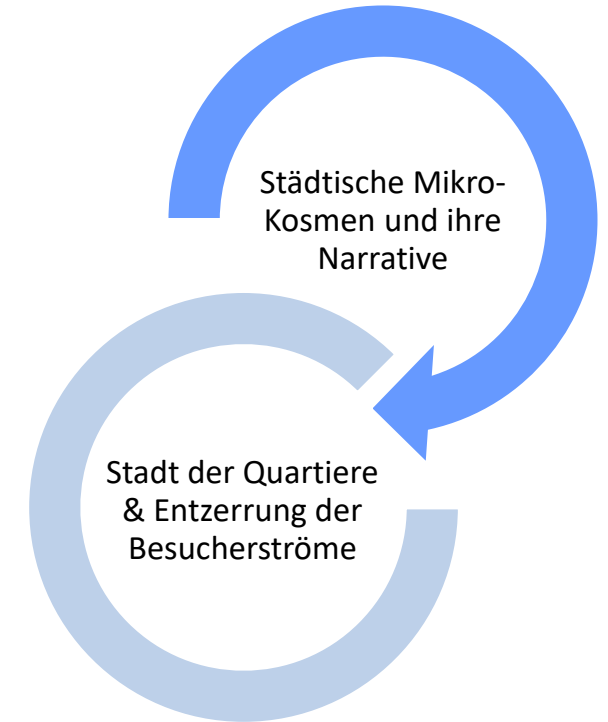 Städtische Mikro-
Kosmen und ihre
Narrative
Stadt der Quartiere
& Entzerrung der
Besucherströme